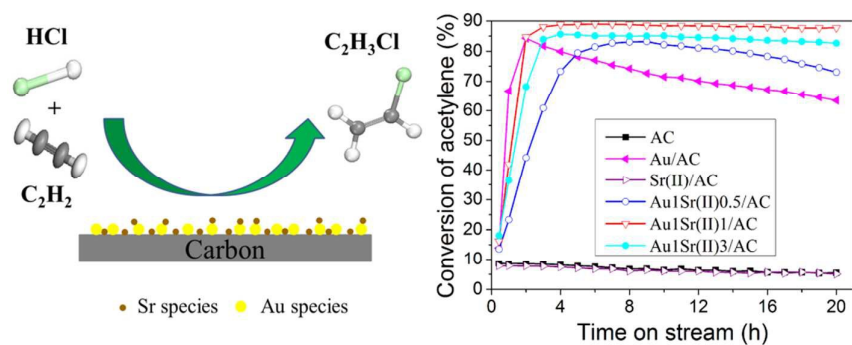 HCl
+
C₂H₂
C₂H₃Cl
Carbon
Sr species
Au species
Conversion of acetylene (%)
90
80
70
60
50
40
30
20
10
0
AC
Au/AC
Sr(II)/AC
Au1Sr(II)0.5/AC
Au1Sr(II)1/AC
Au1Sr(II)3/AC
0 4 8 12 16 20
Time on stream (h)